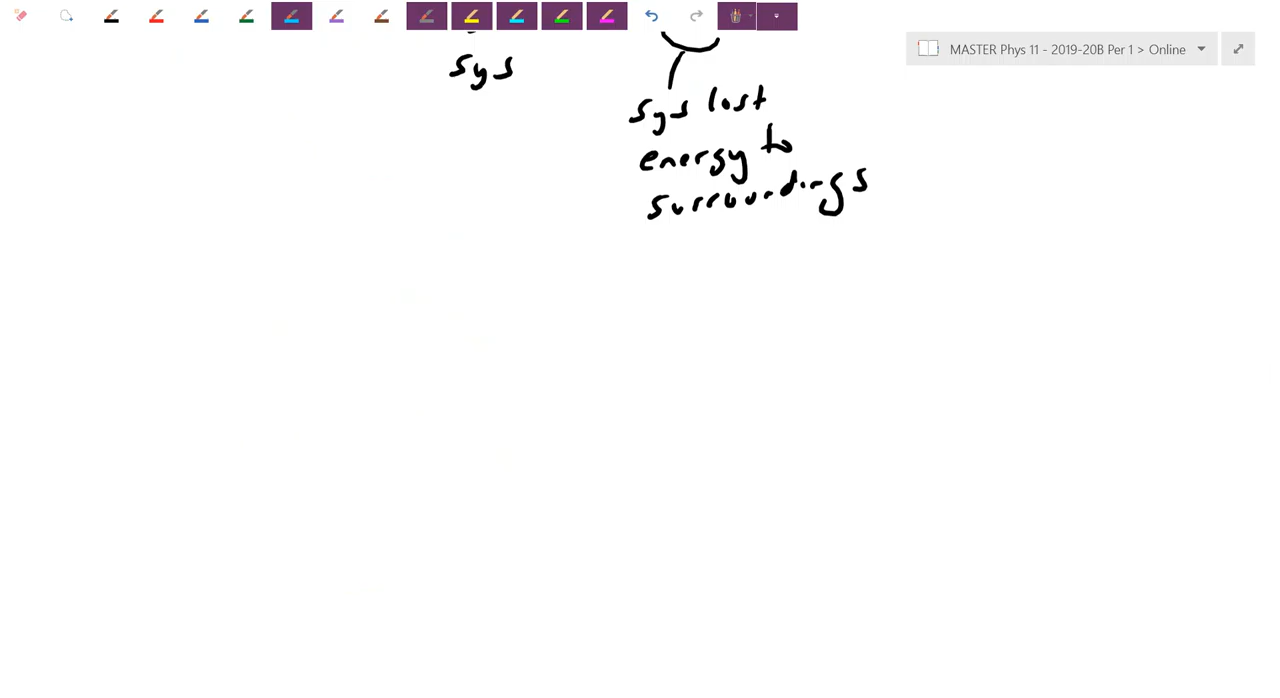 MASTER Phys 11 - 2019-20B Per 1 > Online
sys
sys lost
energy to
surroundings